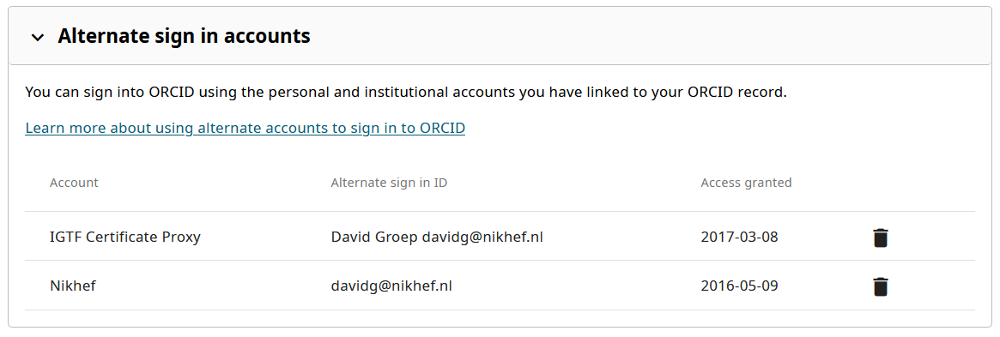 Alternate sign in accounts
You can sign into ORCID using the personal and institutional accounts you have linked to your ORCID record.
Learn more about using alternate accounts to sign in to ORCID
Account Alternate sign in ID Access granted
IGTF Certificate Proxy David Groep davidg@nikhef.nl 2017-03-08
Nikhef davidg@nikhef.nl 2016-05-09